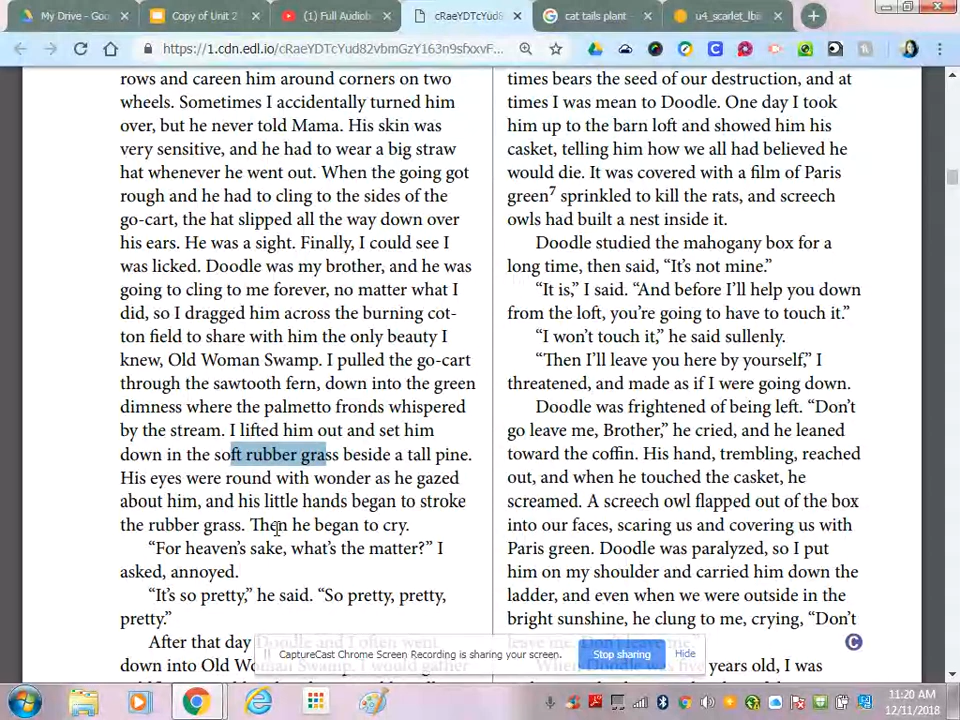 My Drive - Goo
Copy of Unit 2
(1) Full Audiob
cRaeYDTcYud8
cat tails plant -
u4_scarlet_lbi
https://1.cdn.edl.io/cRaeYDTcYud82vbmGzY163n9sfxxvF
rows and careen him around corners on two
wheels. Sometimes I accidentally turned him
over, but he never told Mama. His skin was
very sensitive, and he had to wear a big straw
hat whenever he went out. When the going got
rough and he had to cling to the sides of the
go-cart, the hat slipped all the way down over
his ears. He was a sight. Finally, I could see I
was licked. Doodle was my brother, and he was
going to cling to me forever, no matter what I
did, so I dragged him across the burning cot-
ton field to share with him the only beauty I
knew, Old Woman Swamp. I pulled the go-cart
through the sawtooth fern, down into the green
dimness where the palmetto fronds whispered
by the stream. I lifted him out and set him
down in the soft rubber grass beside a tall pine.
His eyes were round with wonder as he gazed
about him, and his little hands began to stroke
the rubber grass. Then he began to cry.
“For heaven’s sake, what’s the matter?” I
asked, annoyed.
“It’s so pretty,” he said. “So pretty, pretty,
pretty.”
After that day Doodle and I often went
down into Old Woman Swamp. I would gather
times bears the seed of our destruction, and at
times I was mean to Doodle. One day I took
him up to the barn loft and showed him his
casket, telling him how we all had believed he
would die. It was covered with a film of Paris
green7 sprinkled to kill the rats, and screech
owls had built a nest inside it.
Doodle studied the mahogany box for a
long time, then said, “It’s not mine.”
“It is,” I said. “And before I’ll help you down
from the loft, you’re going to have to touch it.”
“I won’t touch it,” he said sullenly.
“Then I’ll leave you here by yourself,” I
threatened, and made as if I were going down.
Doodle was frightened of being left. “Don’t
go leave me, Brother,” he cried, and he leaned
toward the coffin. His hand, trembling, reached
out, and when he touched the casket, he
screamed. A screech owl flapped out of the box
into our faces, scaring us and covering us with
Paris green. Doodle was paralyzed, so I put
him on my shoulder and carried him down the
ladder, and even when we were outside in the
bright sunshine, he clung to me, crying, “Don’t
leave me. Don’t leave me.”
When Doodle was five years old, I was
CaptureCast Chrome Screen Recording is sharing your screen.
Stop sharing
Hide
11:20 AM
12/11/2018